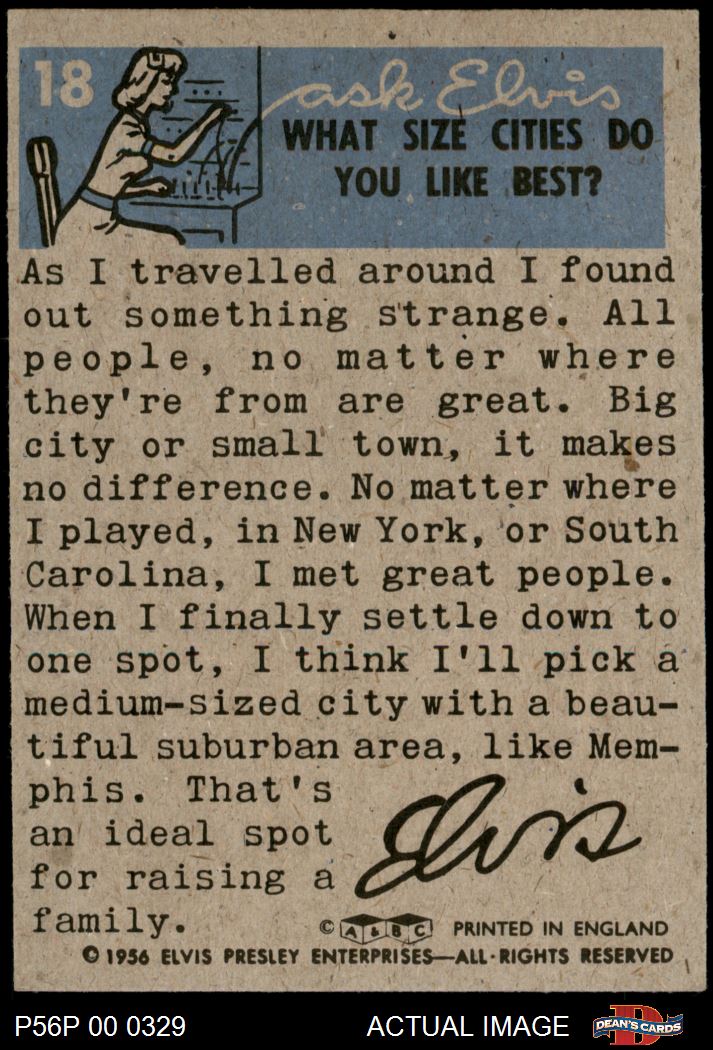 18
ask Elvis
WHAT SIZE CITIES DO
YOU LIKE BEST?
As I travelled around I found
out something strange. All
people, no matter where
they're from are great. Big
city or small town, it makes
no difference. No matter where
I played, in New York, or South
Carolina, I met great people.
When I finally settle down to
one spot, I think I'll pick a
medium-sized city with a beau-
tiful suburban area, like Mem-
phis. That's
an ideal spot
for raising a
family.
Elvis
© A & B C PRINTED IN ENGLAND
© 1956 ELVIS PRESLEY ENTERPRISES—ALL·RIGHTS RESERVED
P56P 00 0329 ACTUAL IMAGE D DEAN'S CARDS